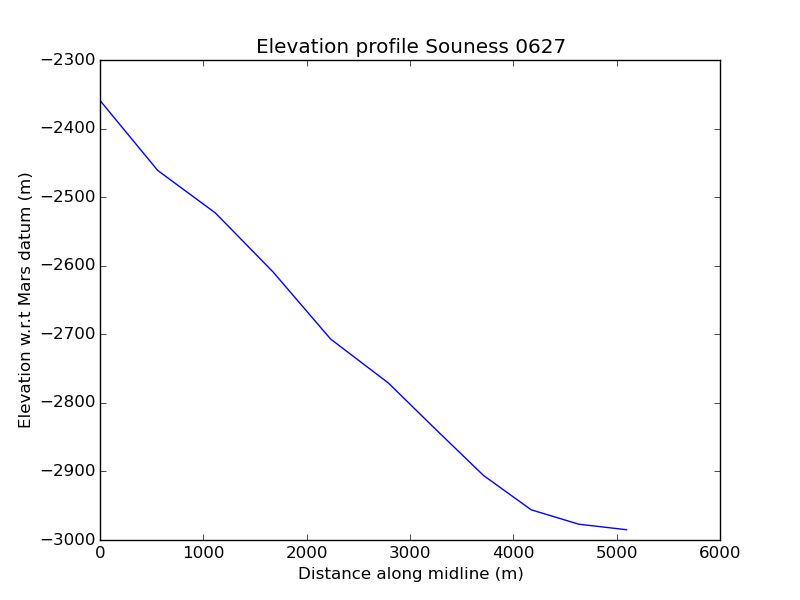 Elevation profile Souness 0627
−2300
−2400
−2500
−2600
−2700
−2800
−2900
−3000
Elevation w.r.t Mars datum (m)
0 1000 2000 3000 4000 5000 6000
Distance along midline (m)